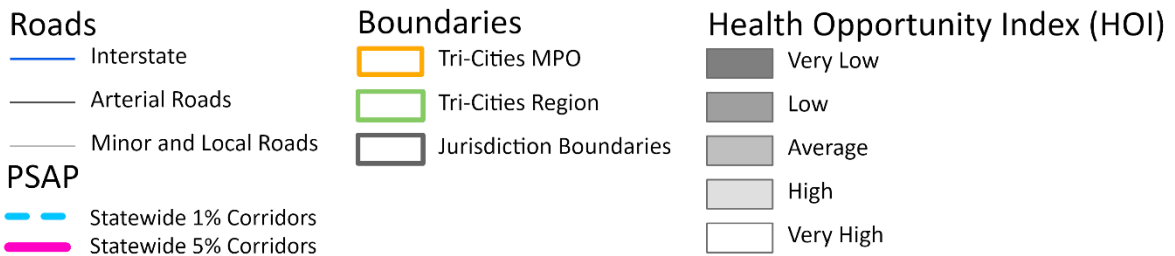 Roads
Interstate
Arterial Roads
Minor and Local Roads
PSAP
Statewide 1% Corridors
Statewide 5% Corridors
Boundaries
Tri-Cities MPO
Tri-Cities Region
Jurisdiction Boundaries
Health Opportunity Index (HOI)
Very Low
Low
Average
High
Very High